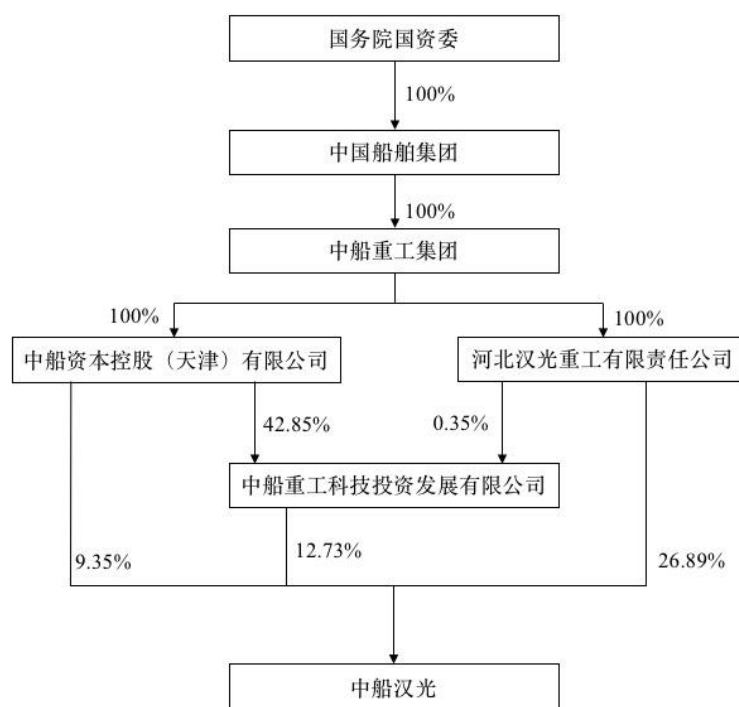 国务院国资委
100%
中国船舶集团
100%
中船重工集团
100%
100%
中船资本控股（天津）有限公司
河北汉光重工有限责任公司
42.85%
0.35%
中船重工科技投资发展有限公司
9.35%
12.73%
26.89%
中船汉光